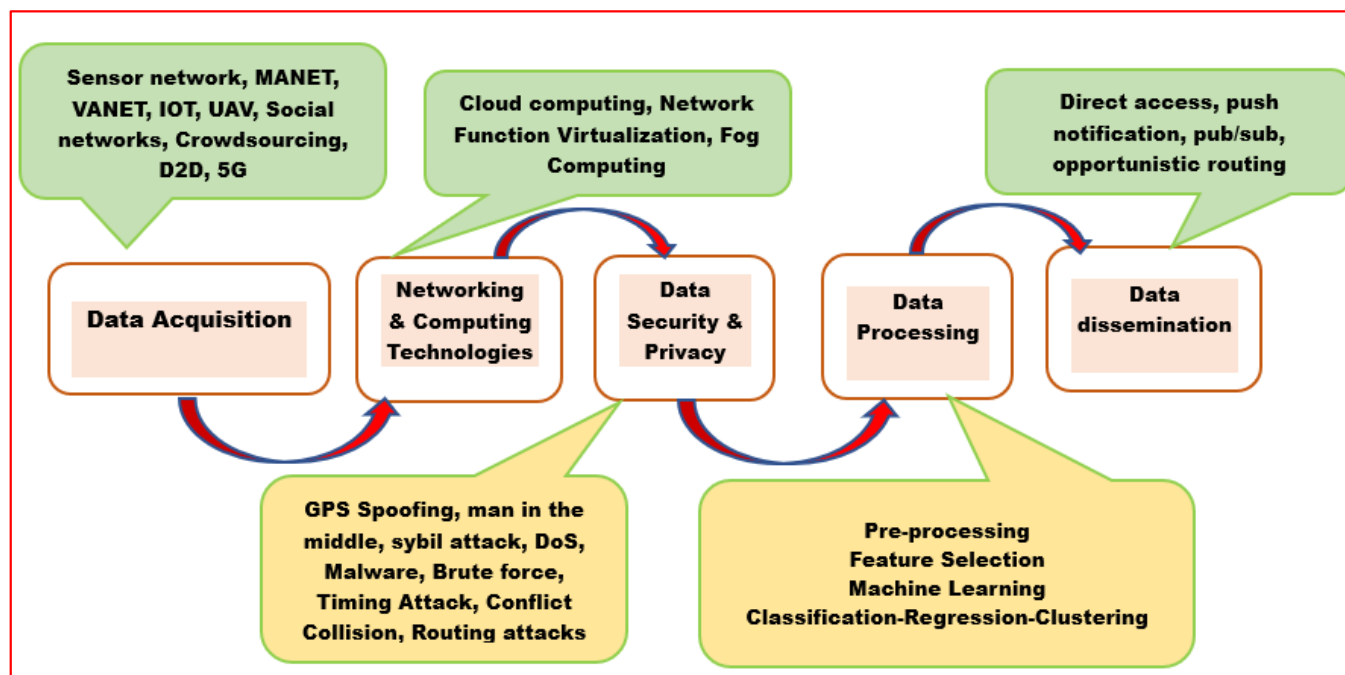 Sensor network, MANET,
VANET, IOT, UAV, Social
networks, Crowdsourcing,
D2D, 5G
Cloud computing, Network
Function Virtualization, Fog
Computing
Direct access, push
notification, pub/sub,
opportunistic routing
Data Acquisition
Networking
& Computing
Technologies
Data
Security &
Privacy
Data
Processing
Data
dissemination
GPS Spoofing, man in the
middle, sybil attack, DoS,
Malware, Brute force,
Timing Attack, Conflict
Collision, Routing attacks
Pre-processing
Feature Selection
Machine Learning
Classification-Regression-Clustering